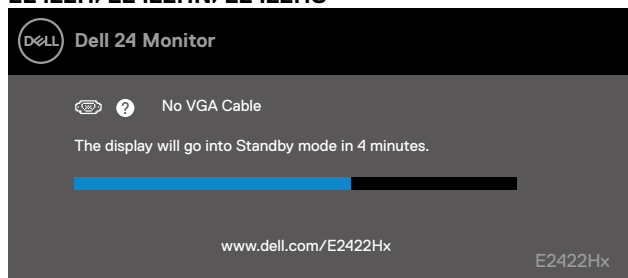 E2422H/E2422HN/E2422HS
DELL Dell 24 Monitor
? No VGA Cable
The display will go into Standby mode in 4 minutes.
www.dell.com/E2422Hx
E2422Hx